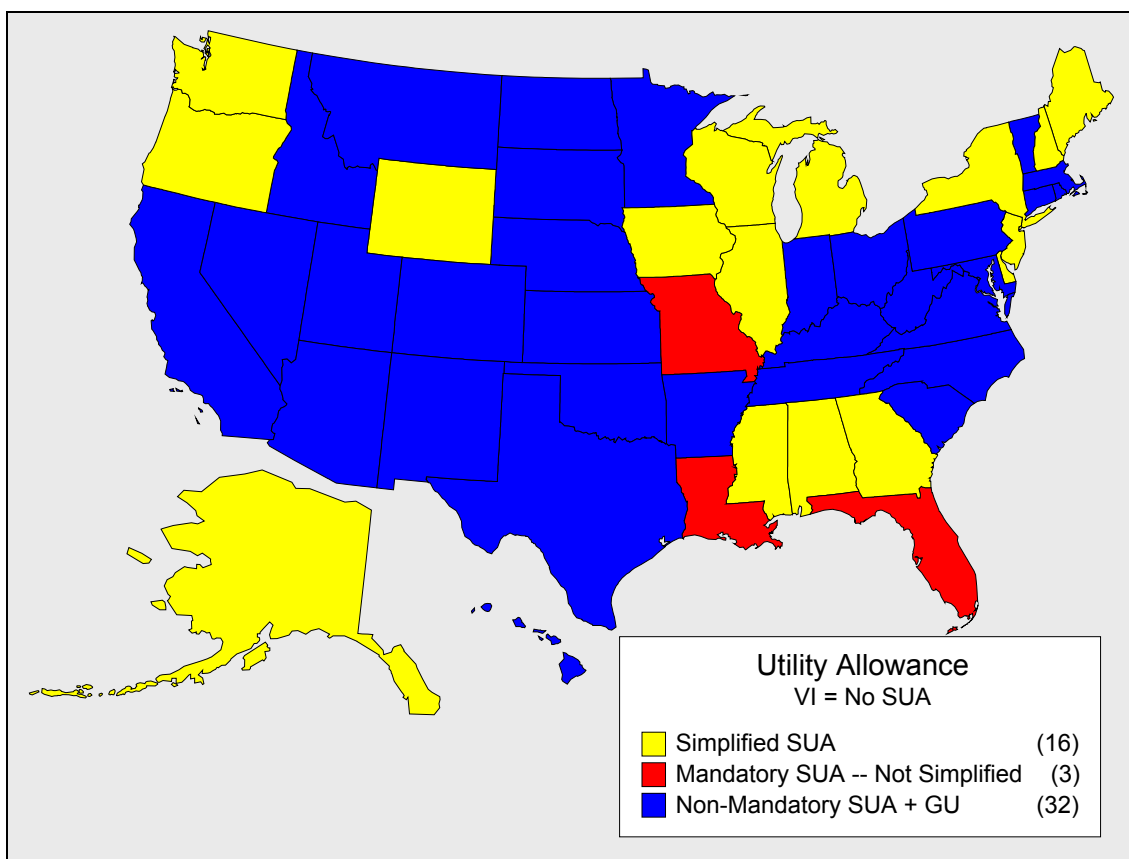 Utility Allowance
VI = No SUA
Simplified SUA (16)
Mandatory SUA -- Not Simplified (3)
Non-Mandatory SUA + GU (32)